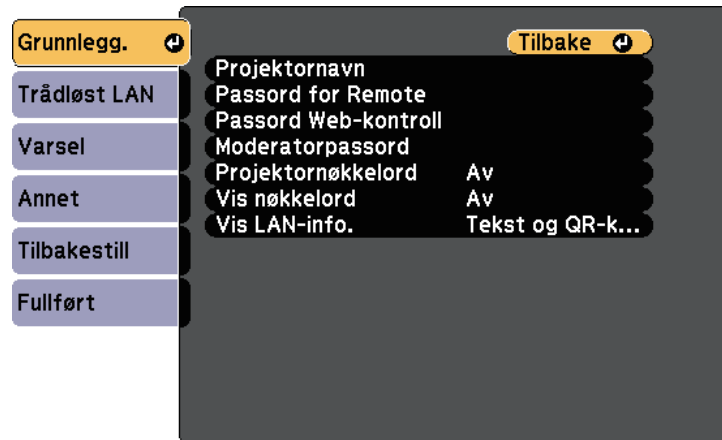 Grunnlegg.
Trådløst LAN
Varsel
Annet
Tilbakestill
Fullført
Tilbake
Projektornavn
Passord for Remote
Passord Web-kontroll
Moderatorpassord
Projektornøkkelord Av
Vis nøkkelord Av
Vis LAN-info. Tekst og QR-k...